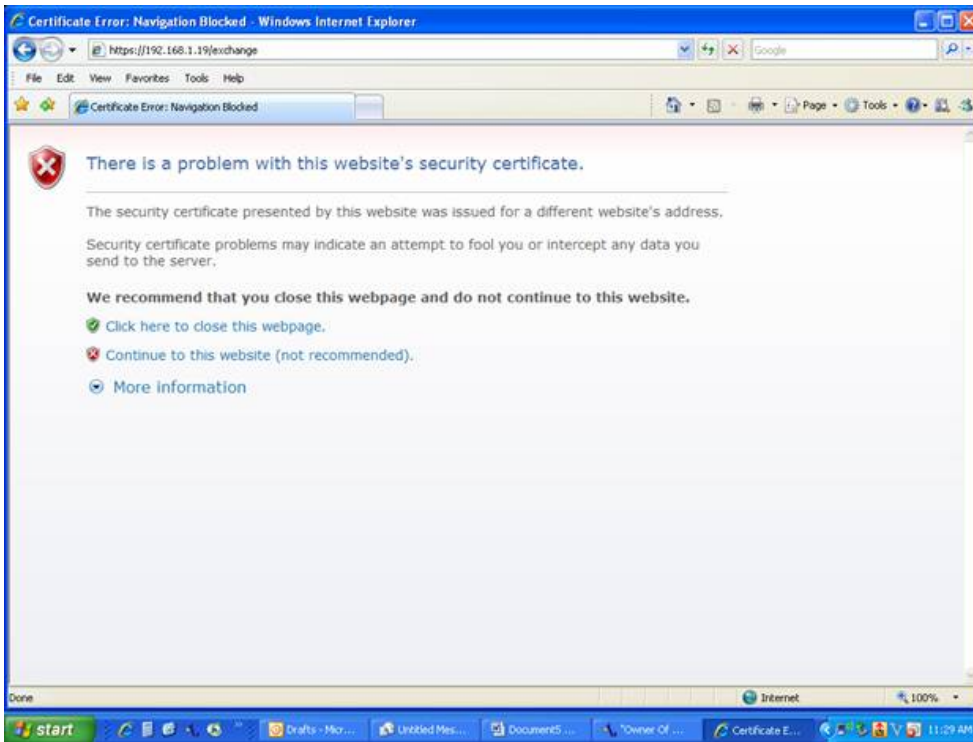 Certificate Error: Navigation Blocked - Windows Internet Explorer
https://192.168.1.19/exchange
Google
File Edit View Favorites Tools Help
Certificate Error: Navigation Blocked
Page Tools
There is a problem with this website's security certificate.
The security certificate presented by this website was issued for a different website's address.
Security certificate problems may indicate an attempt to fool you or intercept any data you
send to the server.
We recommend that you close this webpage and do not continue to this website.
Click here to close this webpage.
Continue to this website (not recommended).
More information
Done Internet 100%
start Drafts - Micr... Untitled Mes... Document5 ... "Owner Of ... Certificate E... 11:29 AM